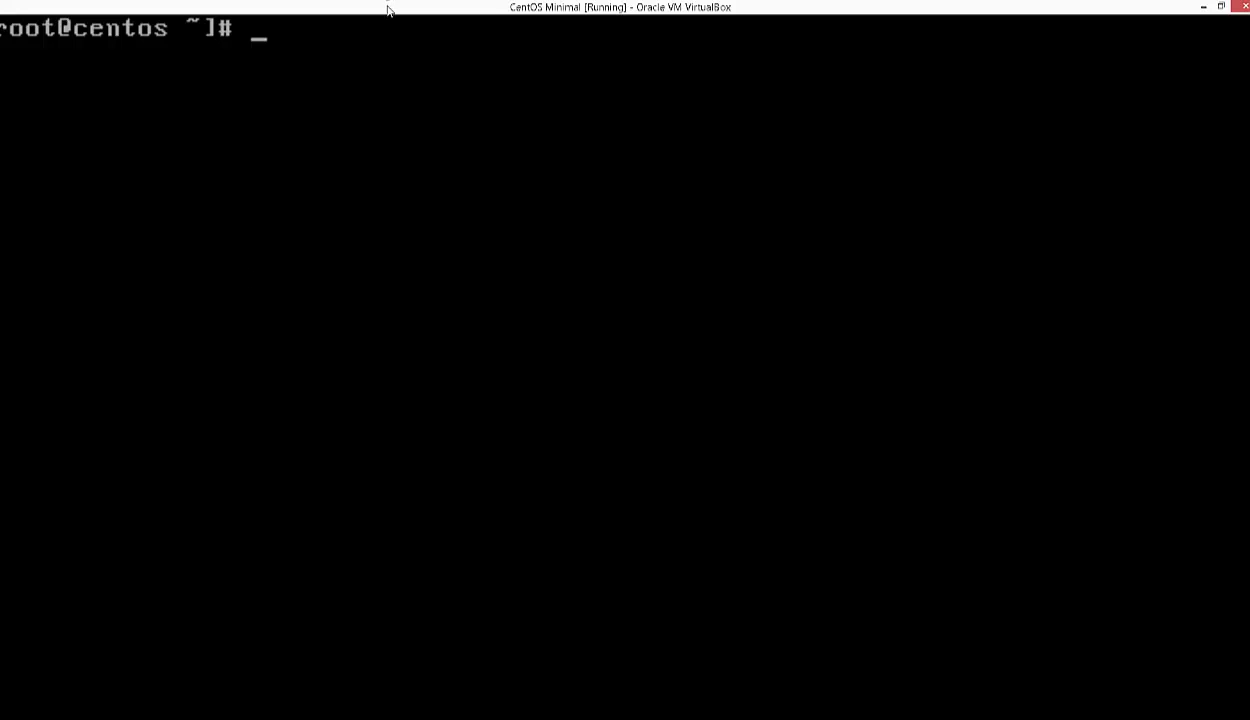 CentOS Minimal [Running] - Oracle VM VirtualBox
root@centos ~]# _